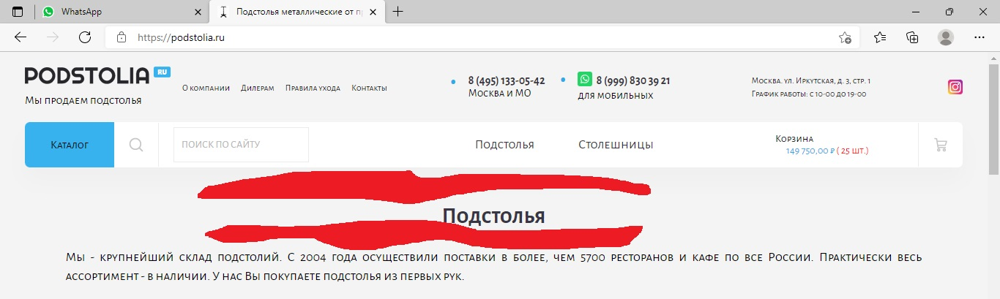 WhatsApp
Подстолья металлические от п
https://podstolia.ru
PODSTOLIA RU
Мы продаем подстолья
О компании Дилерам Правила ухода Контакты
8 (495) 133-05-42
Москва и МО
8 (999) 830 39 21
для мобильных
Москва. ул. Иркутская, д. 3, стр. 1
График работы: с 10-00 до 19-00
Каталог
ПОИСК ПО САЙТУ
Подстолья Столешницы
Корзина
149 750,00 ₽ ( 25 шт.)
Подстолья
Мы - крупнейший склад подстолий. С 2004 года осуществили поставки в более, чем 5700 ресторанов и кафе по все России. Практически весь
ассортимент - в наличии. У нас Вы покупаете подстолья из первых рук.